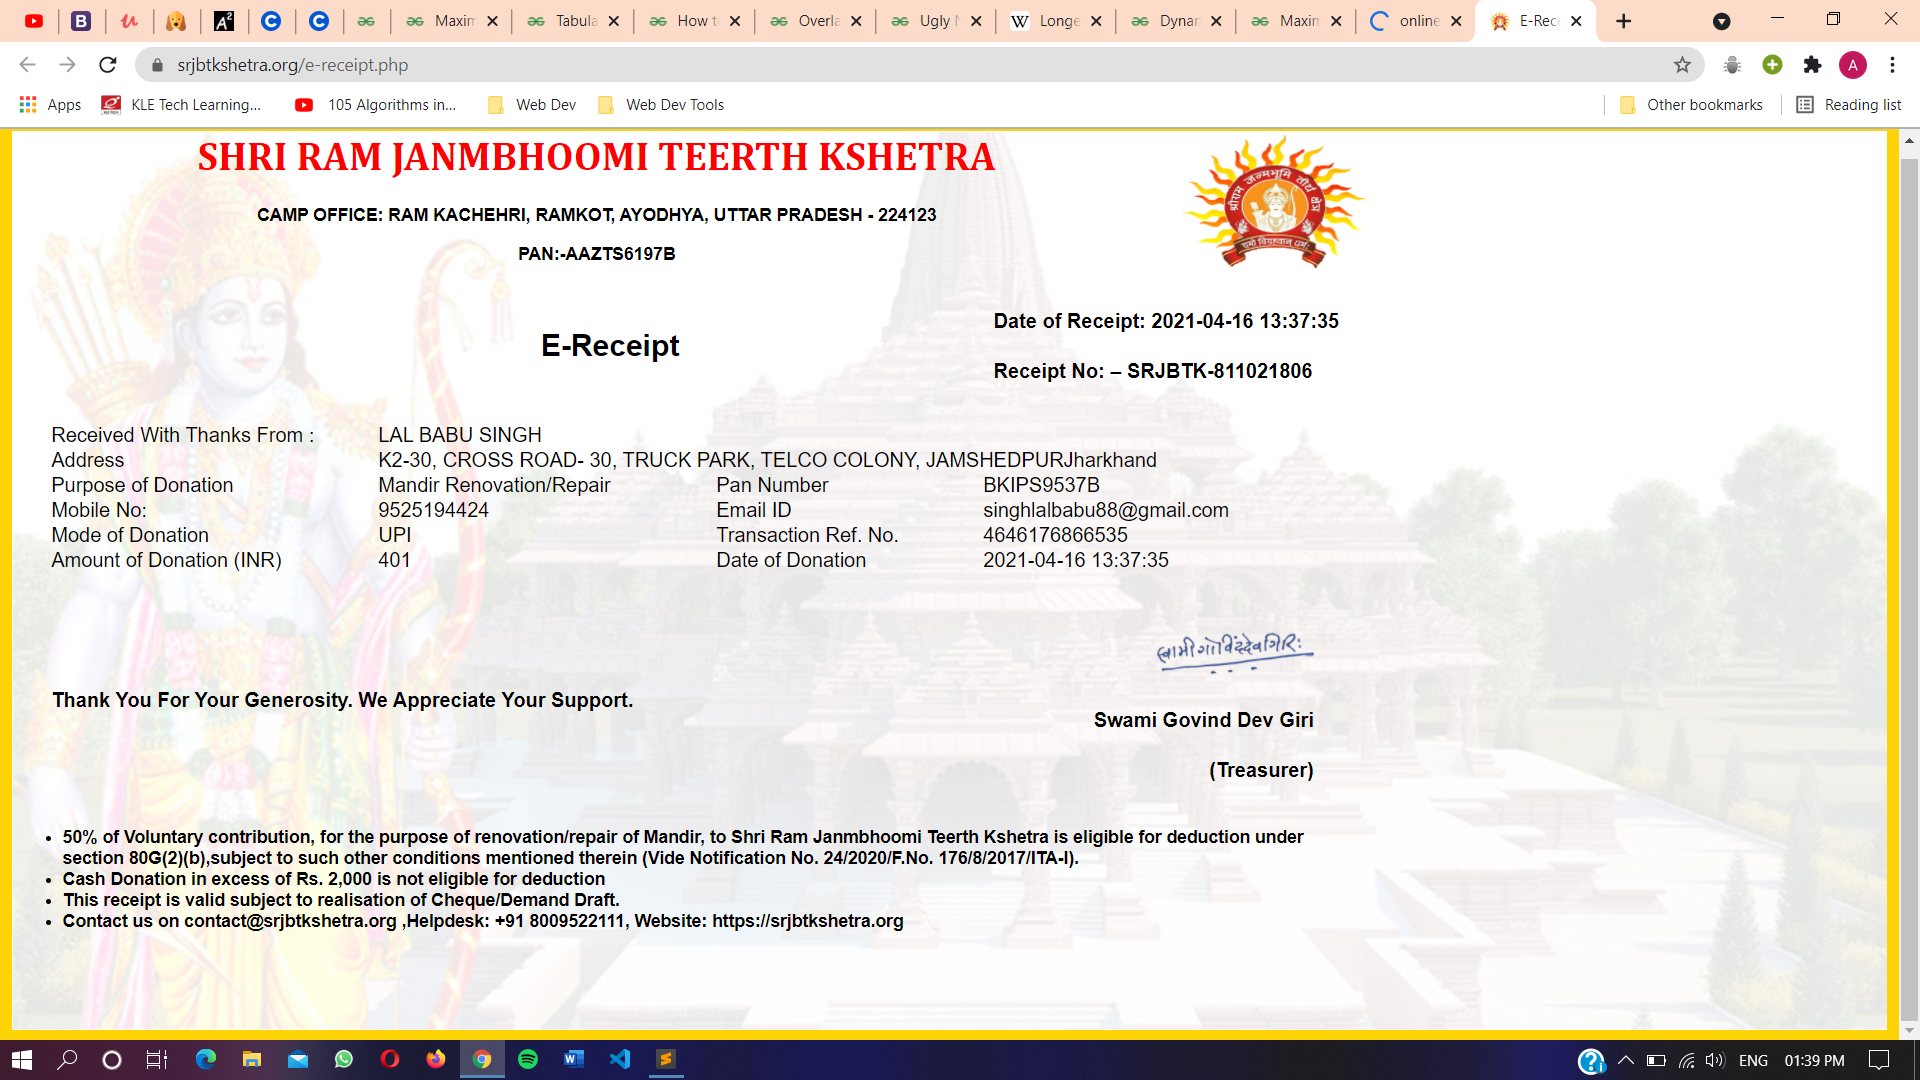 Maxim
Tabula
How to
Overla
Ugly N
Longe
Dynar
Maxin
online
E-Rec
srjbtkshetra.org/e-receipt.php
A
Apps
KLE Tech Learning...
105 Algorithms in...
Web Dev
Web Dev Tools
Other bookmarks
Reading list
SHRI RAM JANMBHOOMI TEERTH KSHETRA
CAMP OFFICE: RAM KACHEHRI, RAMKOT, AYODHYA, UTTAR PRADESH - 224123
PAN:-AAZTS6197B
श्रीराम जन्मभूमि तीर्थ क्षेत्र
रामो विग्रहवान् धर्मः
E-Receipt
Date of Receipt: 2021-04-16 13:37:35
Receipt No: – SRJBTK-811021806
Received With Thanks From : LAL BABU SINGH
Address K2-30, CROSS ROAD- 30, TRUCK PARK, TELCO COLONY, JAMSHEDPURJharkhand
Purpose of Donation Mandir Renovation/Repair Pan Number BKIPS9537B
Mobile No: 9525194424 Email ID singhlalbabu88@gmail.com
Mode of Donation UPI Transaction Ref. No. 4646176866535
Amount of Donation (INR) 401 Date of Donation 2021-04-16 13:37:35
स्वामी गोविंददेवगिरिः
Thank You For Your Generosity. We Appreciate Your Support.
Swami Govind Dev Giri
(Treasurer)
• 50% of Voluntary contribution, for the purpose of renovation/repair of Mandir, to Shri Ram Janmbhoomi Teerth Kshetra is eligible for deduction under
section 80G(2)(b),subject to such other conditions mentioned therein (Vide Notification No. 24/2020/F.No. 176/8/2017/ITA-I).
• Cash Donation in excess of Rs. 2,000 is not eligible for deduction
• This receipt is valid subject to realisation of Cheque/Demand Draft.
• Contact us on contact@srjbtkshetra.org ,Helpdesk: +91 8009522111, Website: https://srjbtkshetra.org
ENG 01:39 PM